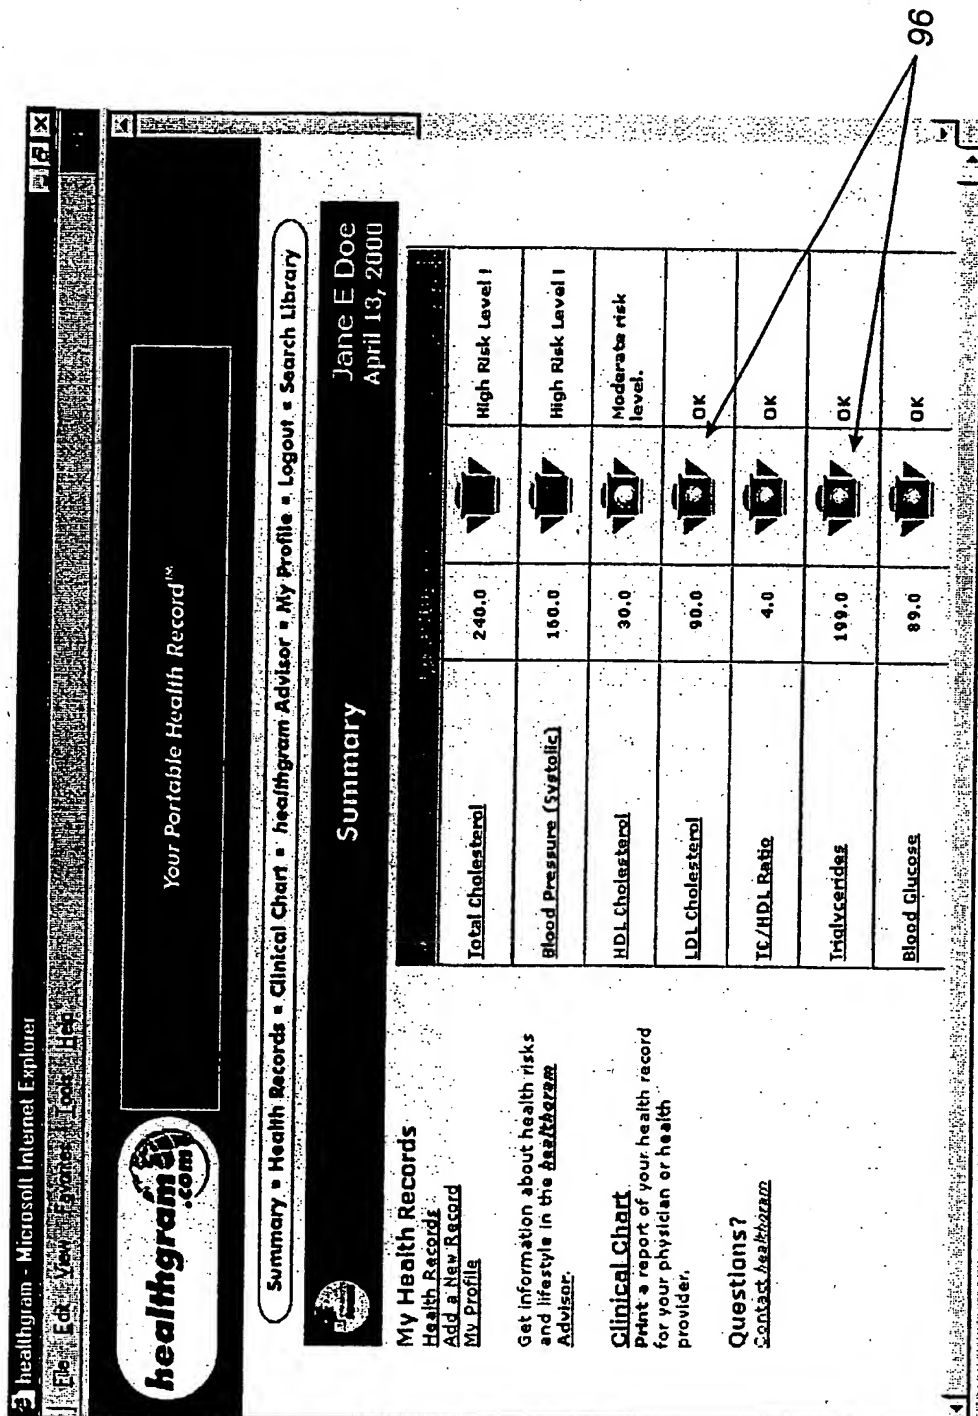 healthgram - Microsoft Internet Explorer
File Edit View Favorites Tools Help
healthgram
.com
Your Portable Health Record™
Summary ▪ Health Records ▪ Clinical Chart ▪ healthgram Advisor ▪ My Profile ▪ Logout ▪ Search Library
Summary
Jane E Doe
April 13, 2000
My Health Records
Health Records
Add a New Record
My Profile
Get information about health risks
and lifestyle in the healthgram
Advisor.
Clinical Chart
Print a report of your health record
for your physician or health
provider.
Questions?
Contact healthgram
Total Cholesterol 240.0 High Risk Level !
Blood Pressure (Systolic) 160.0 High Risk Level !
HDL Cholesterol 30.0 Moderate risk
level.
LDL Cholesterol 90.0 OK
TC/HDL Ratio 4.0 OK
Triglycerides 199.0 OK
Blood Glucose 89.0 OK
96